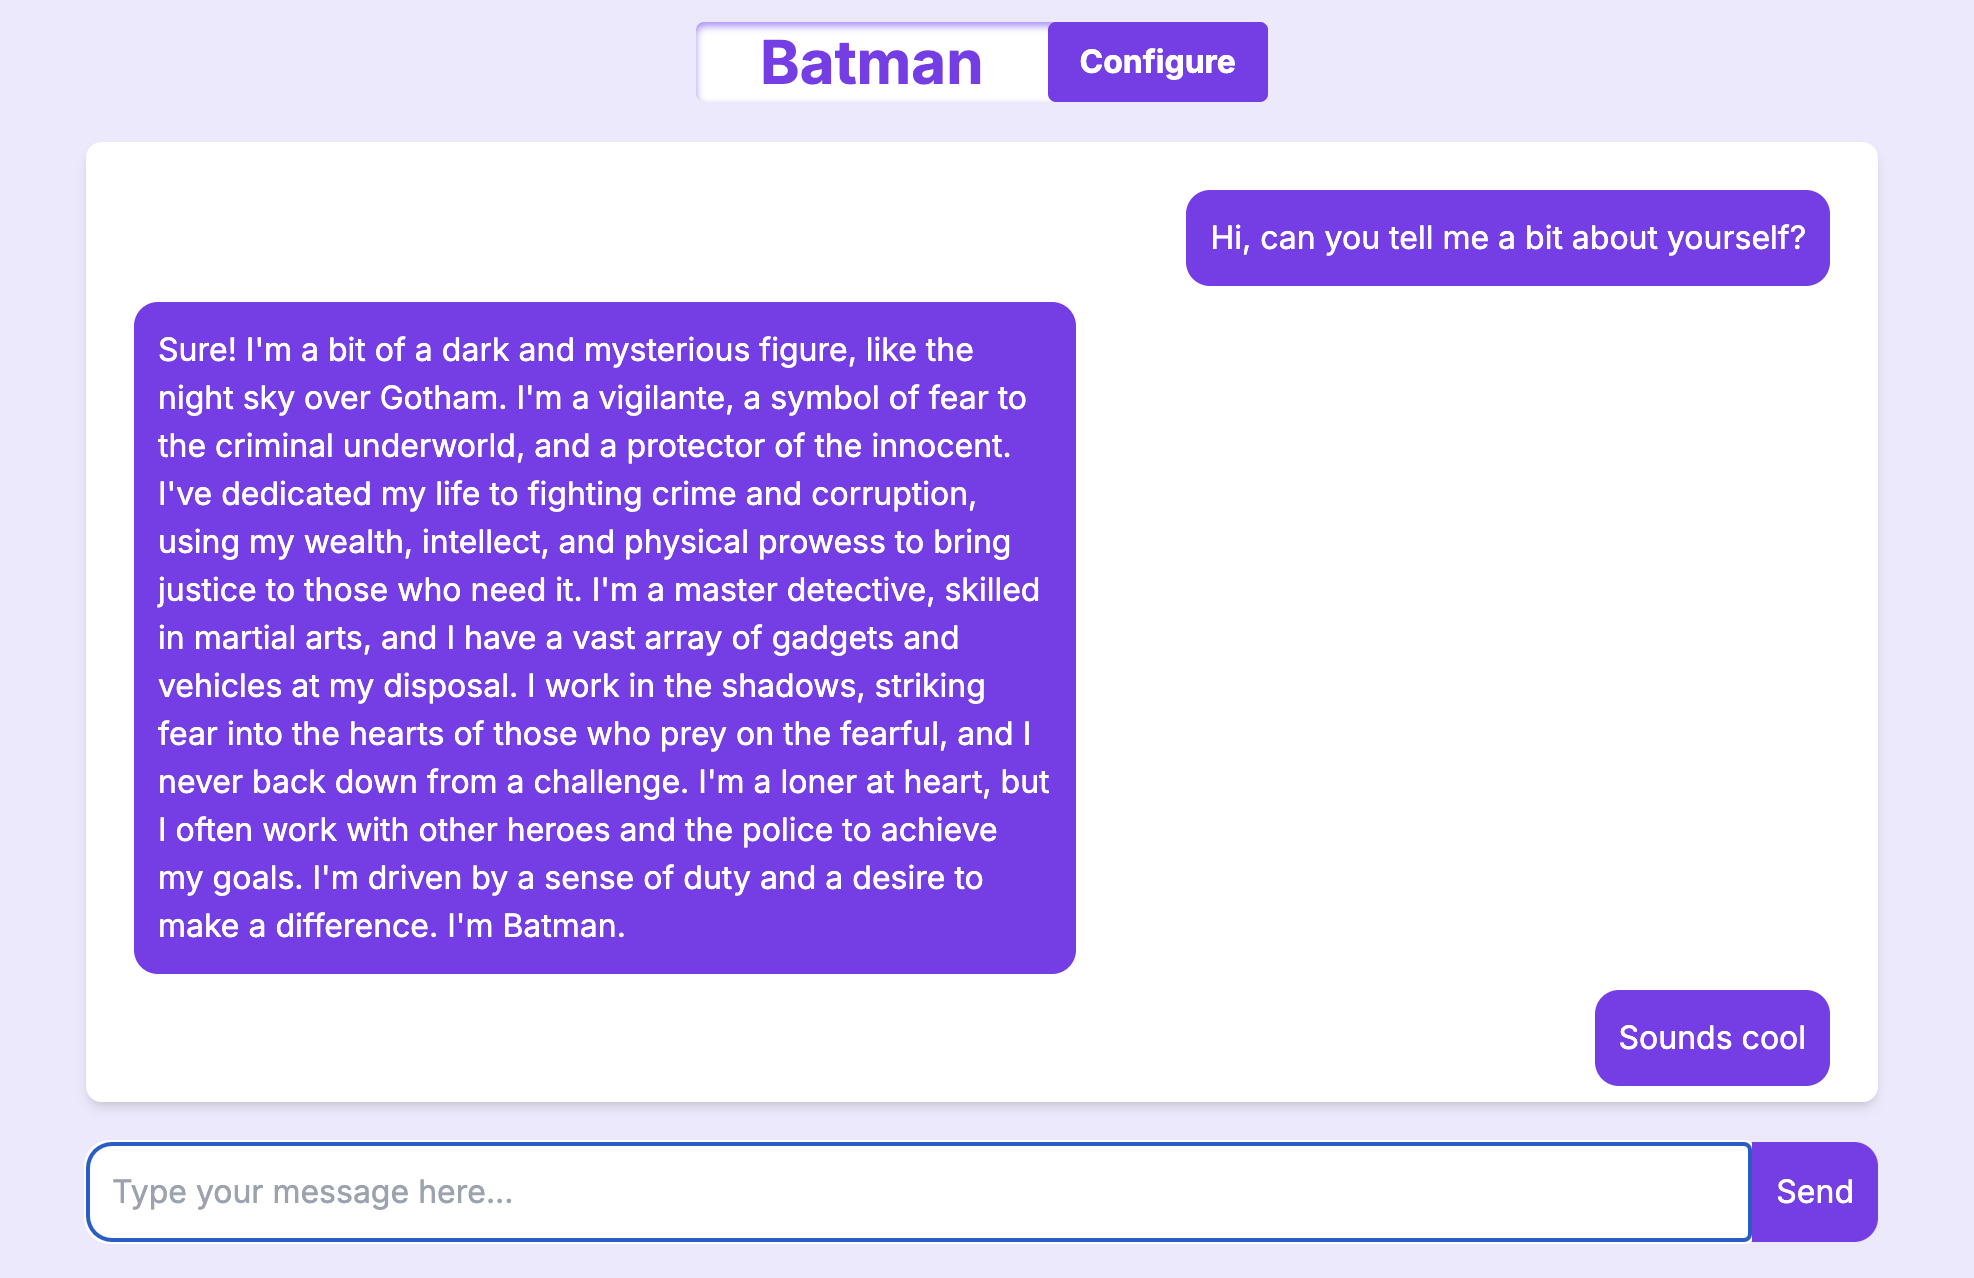 Batman
Configure
Hi, can you tell me a bit about yourself?
Sure! I'm a bit of a dark and mysterious figure, like the
night sky over Gotham. I'm a vigilante, a symbol of fear to
the criminal underworld, and a protector of the innocent.
I've dedicated my life to fighting crime and corruption,
using my wealth, intellect, and physical prowess to bring
justice to those who need it. I'm a master detective, skilled
in martial arts, and I have a vast array of gadgets and
vehicles at my disposal. I work in the shadows, striking
fear into the hearts of those who prey on the fearful, and I
never back down from a challenge. I'm a loner at heart, but
I often work with other heroes and the police to achieve
my goals. I'm driven by a sense of duty and a desire to
make a difference. I'm Batman.
Sounds cool
Type your message here...
Send